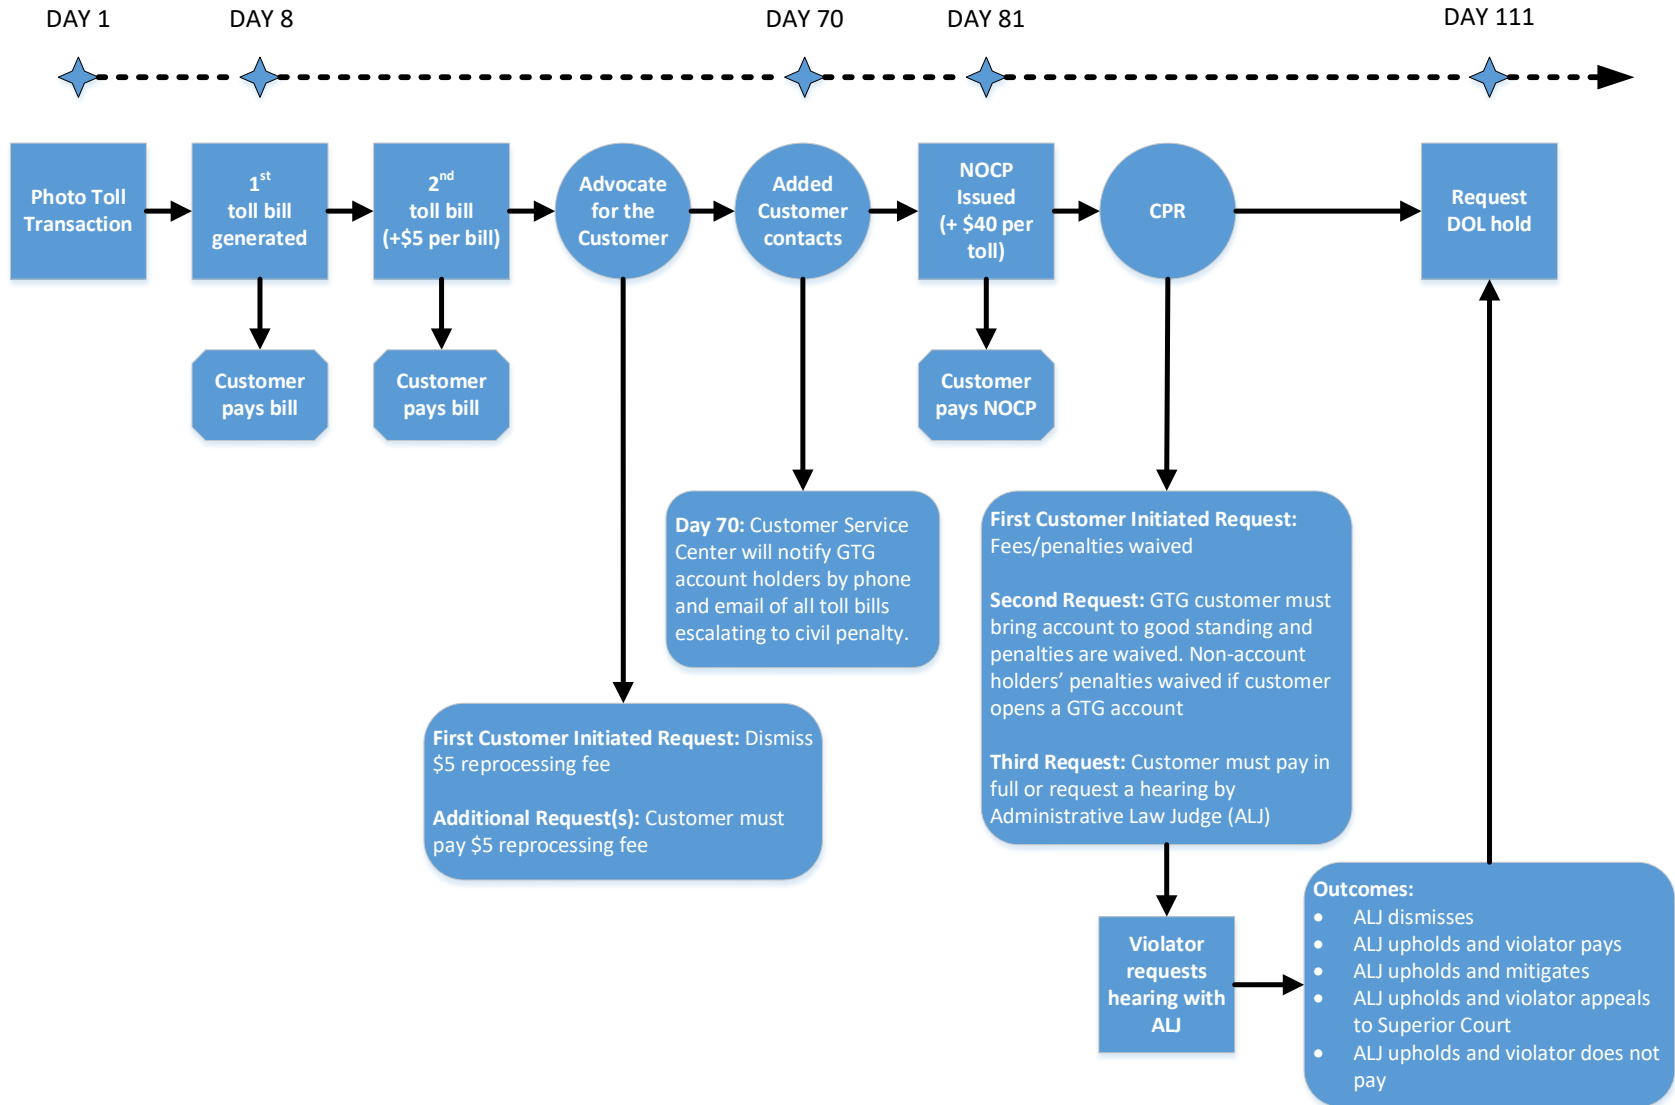 DAY 1
DAY 8
DAY 70
DAY 81
DAY 111
Photo Toll
Transaction
1st
toll bill
generated
2nd
toll bill
(+$5 per bill)
Advocate
for the
Customer
Added
Customer
contacts
NOCP
Issued
(+ $40 per
toll)
CPR
Request
DOL hold
Customer
pays bill
Customer
pays bill
Customer
pays NOCP
Day 70: Customer Service
Center will notify GTG
account holders by phone
and email of all toll bills
escalating to civil penalty.
First Customer Initiated Request:
Fees/penalties waived
Second Request: GTG customer must
bring account to good standing and
penalties are waived. Non-account
holders’ penalties waived if customer
opens a GTG account
Third Request: Customer must pay in
full or request a hearing by
Administrative Law Judge (ALJ)
First Customer Initiated Request: Dismiss
$5 reprocessing fee
Additional Request(s): Customer must
pay $5 reprocessing fee
Violator
requests
hearing with
ALJ
Outcomes:
• ALJ dismisses
• ALJ upholds and violator pays
• ALJ upholds and mitigates
• ALJ upholds and violator appeals
to Superior Court
• ALJ upholds and violator does not
pay